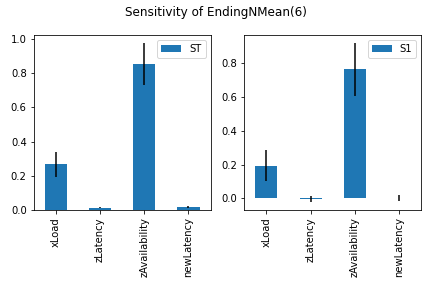 Sensitivity of EndingNMean(6)
ST
1.0
0.8
0.6
0.4
0.2
0.0
xLoad
zLatency
zAvailability
newLatency
S1
0.8
0.6
0.4
0.2
0.0
xLoad
zLatency
zAvailability
newLatency